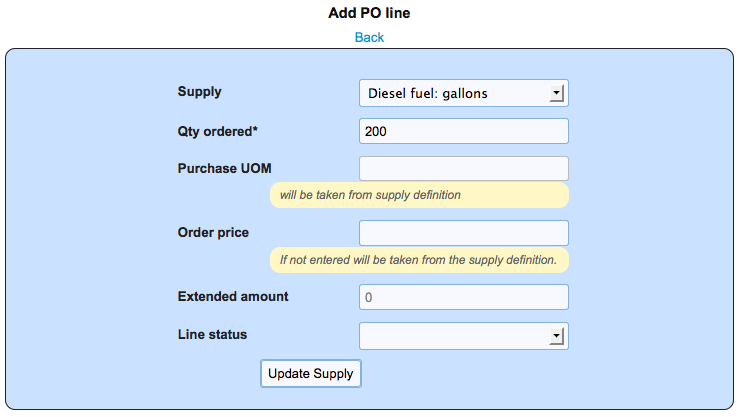 Add PO line
Back
Supply Diesel fuel: gallons
Qty ordered* 200
Purchase UOM
will be taken from supply definition
Order price
If not entered will be taken from the supply definition.
Extended amount 0
Line status
Update Supply